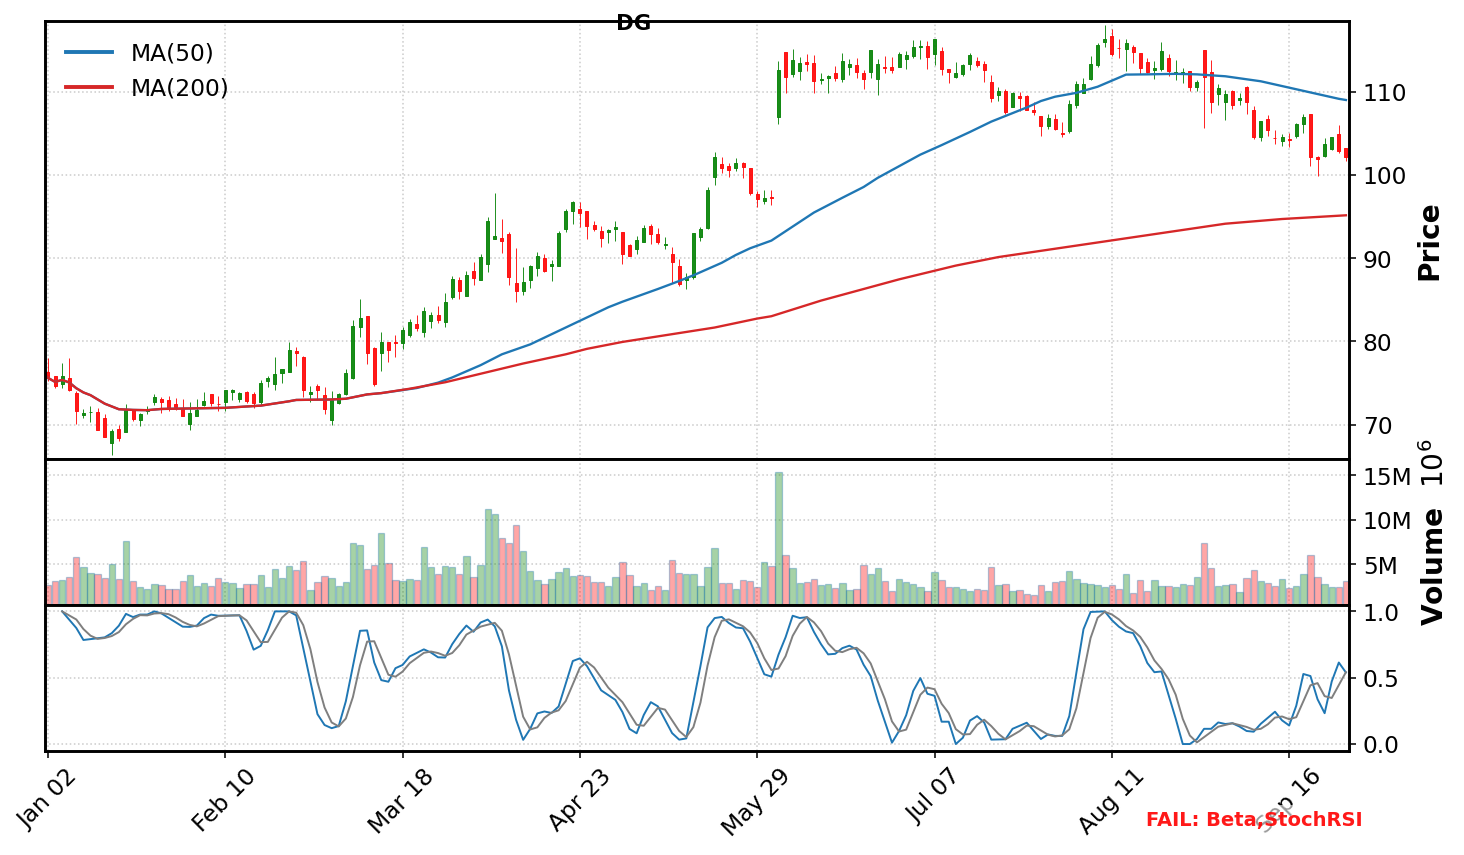 DG
MA(50)
MA(200)
110
100
90
80
70
Price
15M
10M
5M
Volume 10^6
1.0
0.5
0.0
Jan 02
Feb 10
Mar 18
Apr 23
May 29
Jul 07
Aug 11
Sep 16
FAIL: Beta,StochRSI